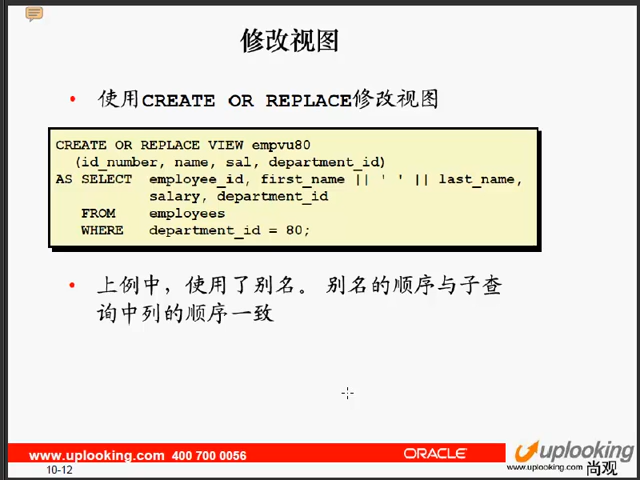 修改视图
• 使用CREATE OR REPLACE修改视图
CREATE OR REPLACE VIEW empvu80
(id_number, name, sal, department_id)
AS SELECT employee_id, first_name || ' ' || last_name,
salary, department_id
FROM employees
WHERE department_id = 80;
• 上例中，使用了别名。 别名的顺序与子查
询中列的顺序一致
www.uplooking.com 400 700 0056
ORACLE
uplooking
www.uplooking.com 尚观
10-12